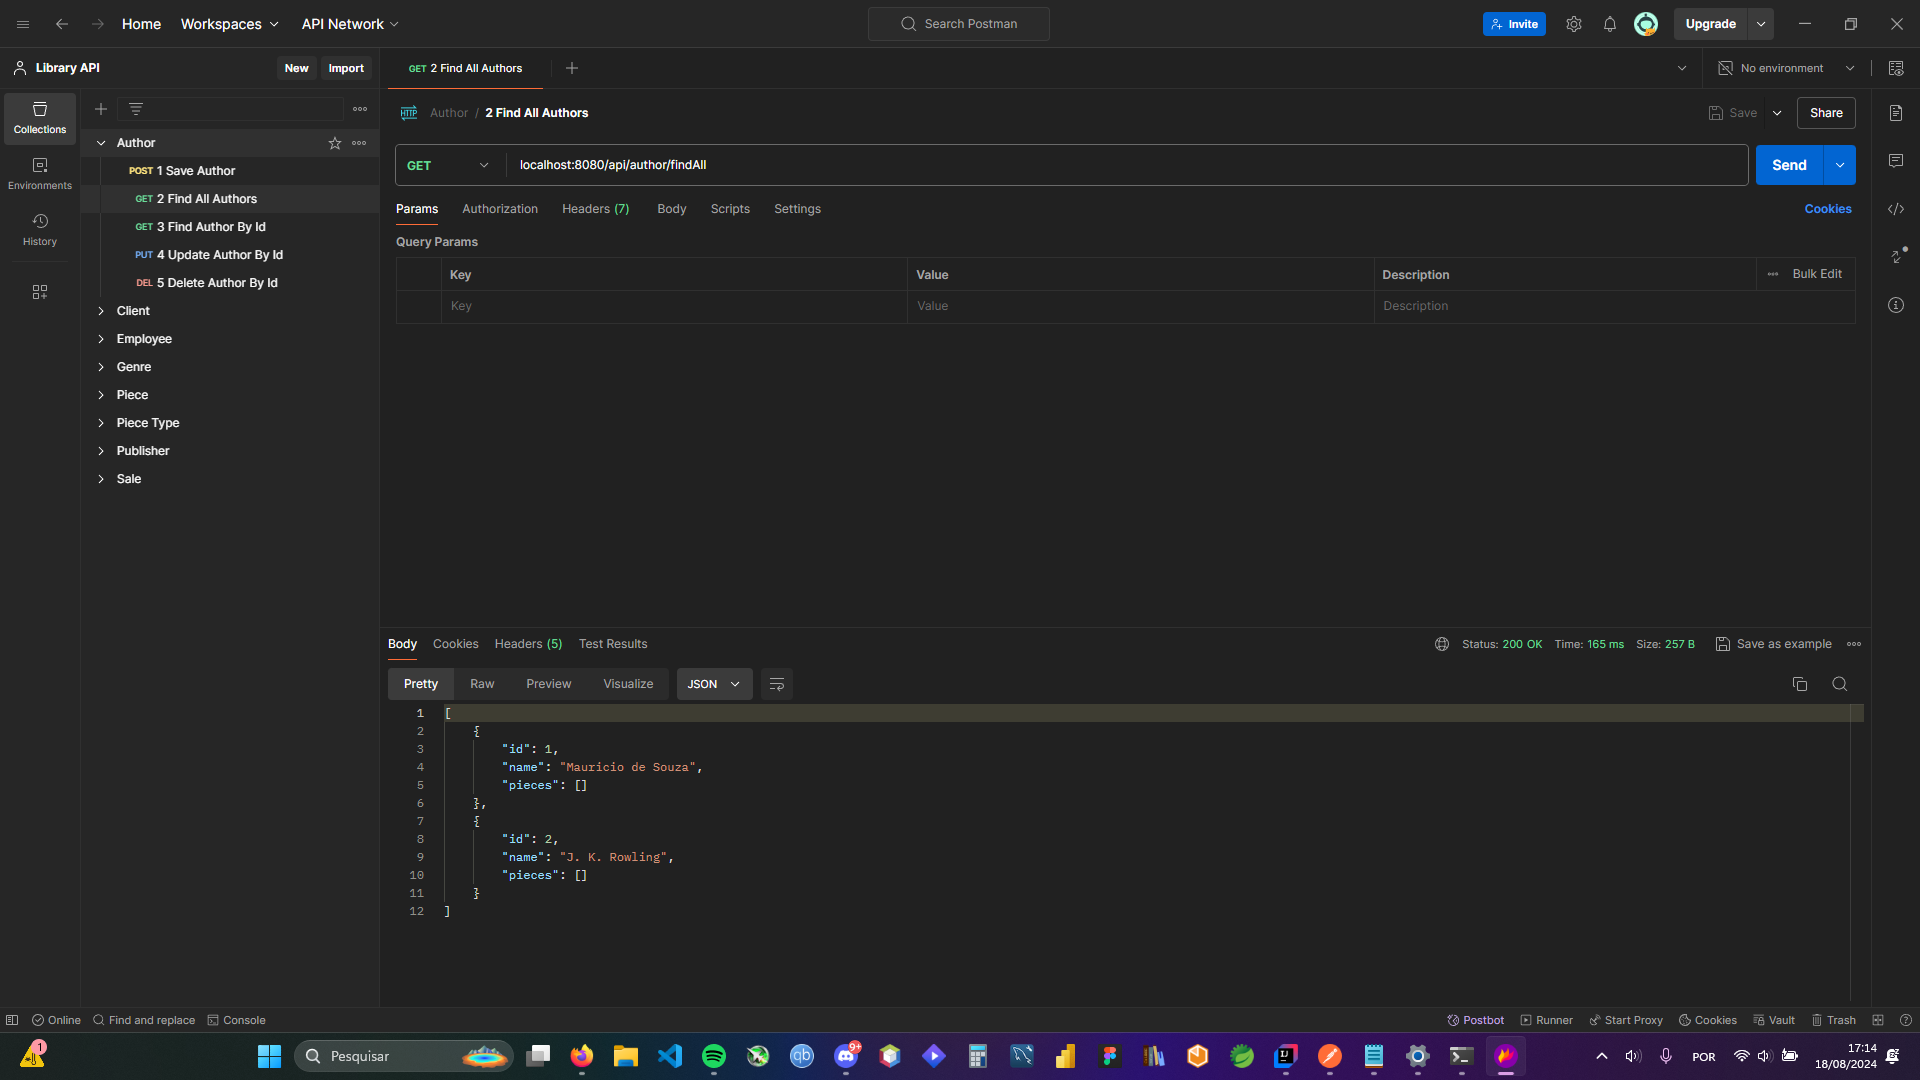 Home Workspaces API Network Search Postman Invite Upgrade
Library API New Import GET 2 Find All Authors No environment
Collections
Environments
History
Author
POST 1 Save Author
GET 2 Find All Authors
GET 3 Find Author By Id
PUT 4 Update Author By Id
DEL 5 Delete Author By Id
Client
Employee
Genre
Piece
Piece Type
Publisher
Sale
HTTP Author / 2 Find All Authors Save Share
GET localhost:8080/api/author/findAll Send
Params Authorization Headers (7) Body Scripts Settings Cookies
Query Params
Key Value Description Bulk Edit
Key Value Description
Body Cookies Headers (5) Test Results Status: 200 OK Time: 165 ms Size: 257 B Save as example
Pretty Raw Preview Visualize JSON
1 [
2 {
3 "id": 1,
4 "name": "Mauricio de Souza",
5 "pieces": []
6 },
7 {
8 "id": 2,
9 "name": "J. K. Rowling",
10 "pieces": []
11 }
12 ]
Online Find and replace Console Postbot Runner Start Proxy Cookies Vault Trash
1 Pesquisar qb 9+ IJ POR 17:14
18/08/2024